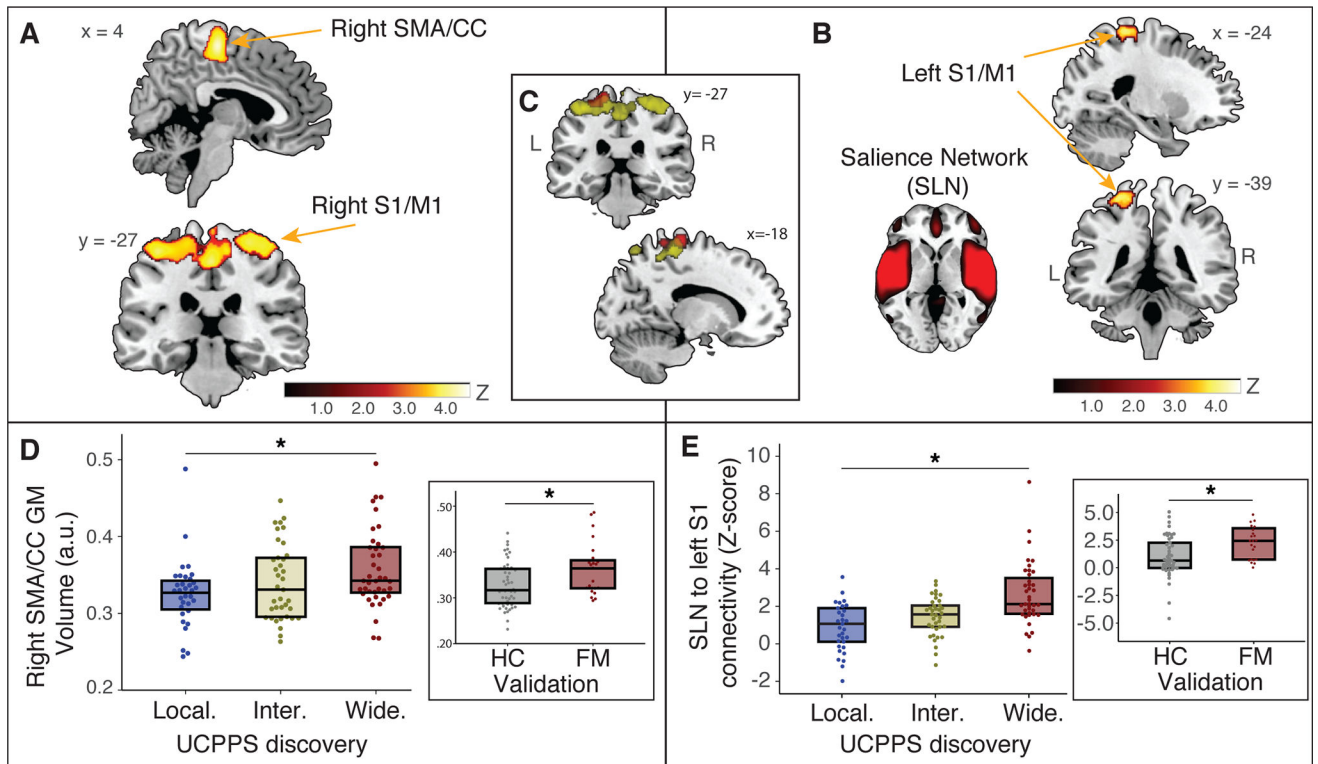 A
x = 4
Right SMA/CC
Right S1/M1
y = -27
Z
1.0 2.0 3.0 4.0
C
y= -27
L
R
x=-18
B
x = -24
Left S1/M1
Salience Network
(SLN)
y = -39
L
R
Z
1.0 2.0 3.0 4.0
D
Right SMA/CC GM
Volume (a.u.)
0.5
0.4
0.3
0.2
*
Local. Inter. Wide.
UCPPS discovery
.50
.40
.30
.20
*
HC FM
Validation
E
SLN to left S1
connectivity (Z-score)
10
8
6
4
2
0
-2
*
Local. Inter. Wide.
UCPPS discovery
5.0
2.5
0.0
-2.5
-5.0
*
HC FM
Validation